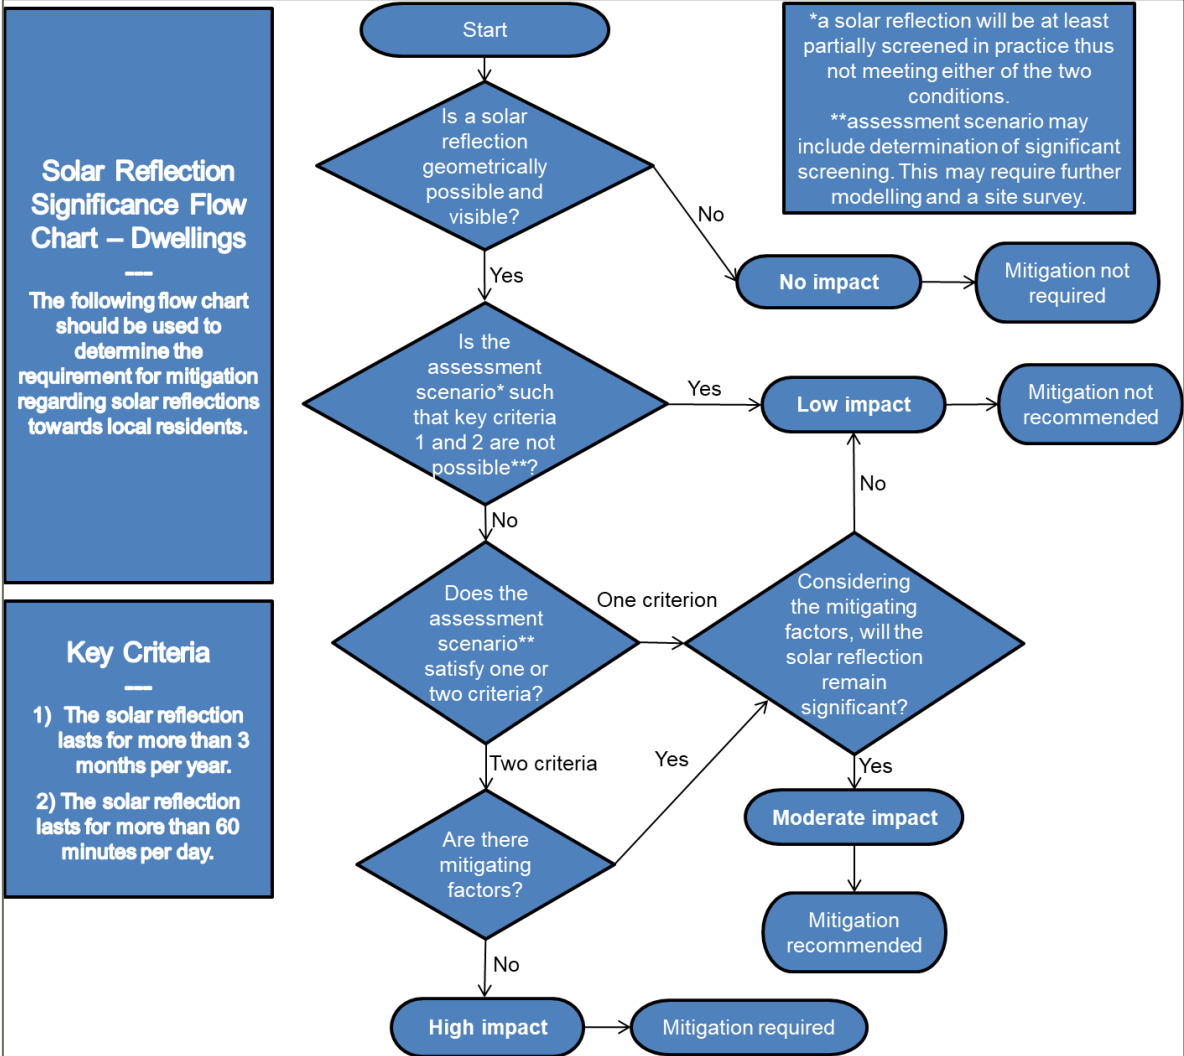 Solar Reflection
Significance Flow
Chart – Dwellings
---
The following flow chart
should be used to
determine the
requirement for mitigation
regarding solar reflections
towards local residents.
Key Criteria
---
1) The solar reflection
lasts for more than 3
months per year.
2) The solar reflection
lasts for more than 60
minutes per day.
Start
*a solar reflection will be at least
partially screened in practice thus
not meeting either of the two
conditions.
**assessment scenario may
include determination of significant
screening. This may require further
modelling and a site survey.
Is a solar
reflection
geometrically
possible and
visible?
No
No impact
Mitigation not
required
Yes
Is the
assessment
scenario* such
that key criteria
1 and 2 are not
possible**?
Yes
Low impact
Mitigation not
recommended
No
No
Does the
assessment
scenario**
satisfy one or
two criteria?
One criterion
Considering
the mitigating
factors, will the
solar reflection
remain
significant?
Two criteria
Yes
Yes
Moderate impact
Are there
mitigating
factors?
Mitigation
recommended
No
High impact
Mitigation required